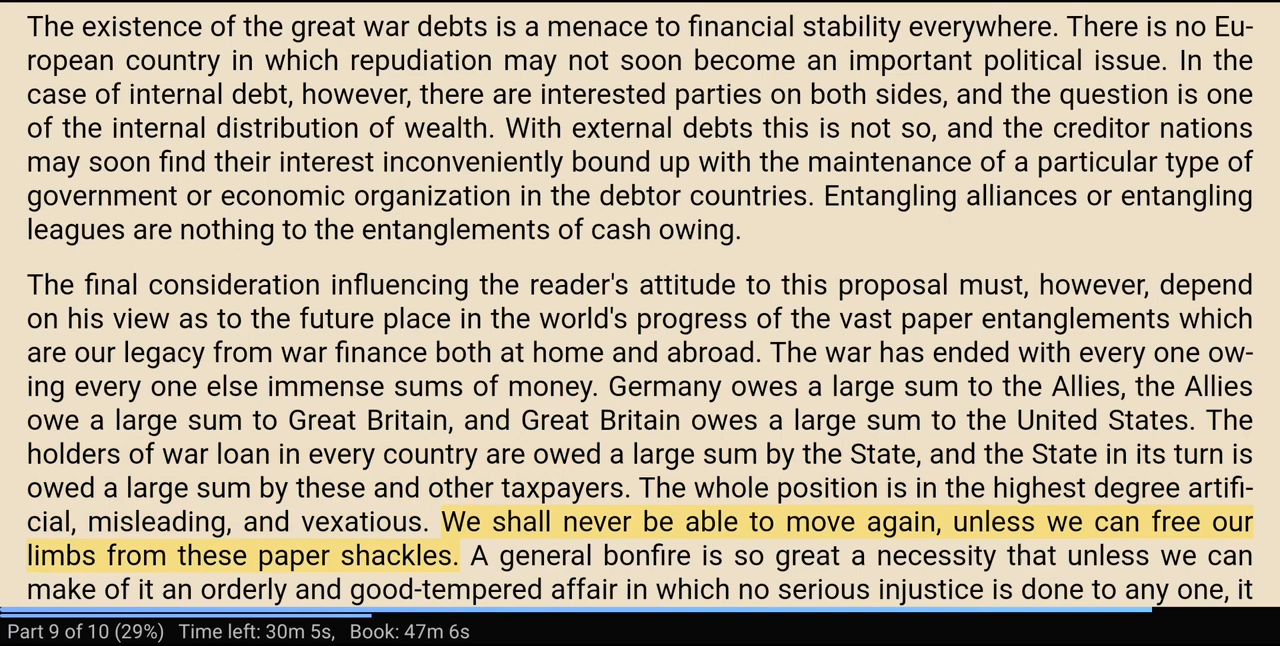 The existence of the great war debts is a menace to financial stability everywhere. There is no Eu-
ropean country in which repudiation may not soon become an important political issue. In the
case of internal debt, however, there are interested parties on both sides, and the question is one
of the internal distribution of wealth. With external debts this is not so, and the creditor nations
may soon find their interest inconveniently bound up with the maintenance of a particular type of
government or economic organization in the debtor countries. Entangling alliances or entangling
leagues are nothing to the entanglements of cash owing.
The final consideration influencing the reader's attitude to this proposal must, however, depend
on his view as to the future place in the world's progress of the vast paper entanglements which
are our legacy from war finance both at home and abroad. The war has ended with every one ow-
ing every one else immense sums of money. Germany owes a large sum to the Allies, the Allies
owe a large sum to Great Britain, and Great Britain owes a large sum to the United States. The
holders of war loan in every country are owed a large sum by the State, and the State in its turn is
owed a large sum by these and other taxpayers. The whole position is in the highest degree artifi-
cial, misleading, and vexatious. We shall never be able to move again, unless we can free our
limbs from these paper shackles. A general bonfire is so great a necessity that unless we can
make of it an orderly and good-tempered affair in which no serious injustice is done to any one, it
Part 9 of 10 (29%) Time left: 30m 5s, Book: 47m 6s